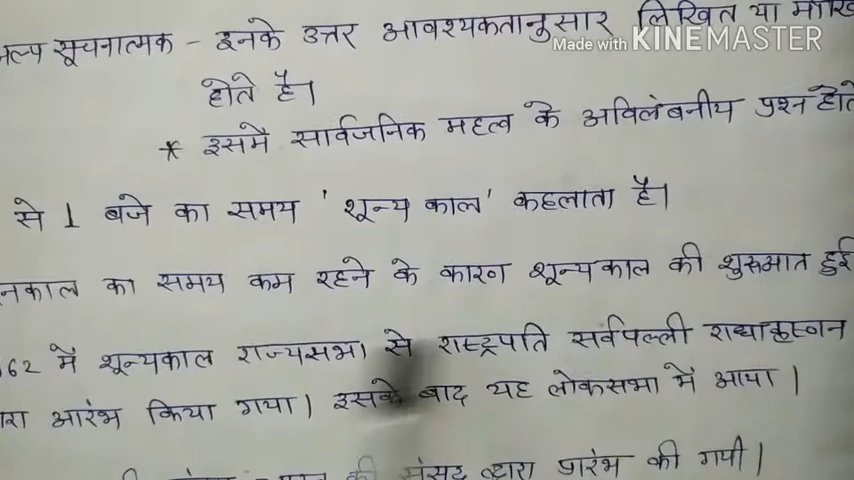 सूचनात्मक - इनके उत्तर आवश्यकतानुसार लिखित या
Made with KINEMASTER
होते है।
* इसमें सार्वजनिक महत्व के अविलंबनीय प्रश्न होते
से 1 बजे का समय 'शून्य काल' कहलाता है।
का समय कम रहने के कारण शून्यकाल की शुरुआत हुई
62 में शून्यकाल राज्यसभा से राष्ट्रपति सर्वपल्ली राधाकृष्णन
आरंभ किया गया। इसके बाद यह लोकसभा में आया।
की संसद द्वारा प्रारंभ की गयी।